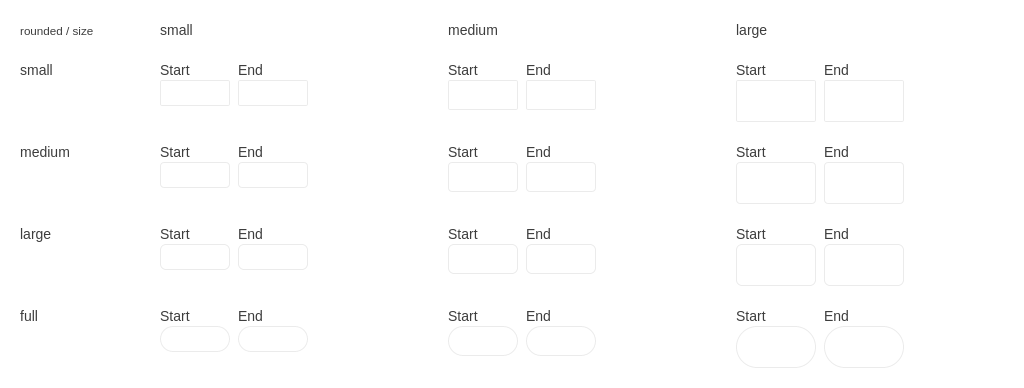 rounded / size small medium large
small Start End Start End Start End
medium Start End Start End Start End
large Start End Start End Start End
full Start End Start End Start End